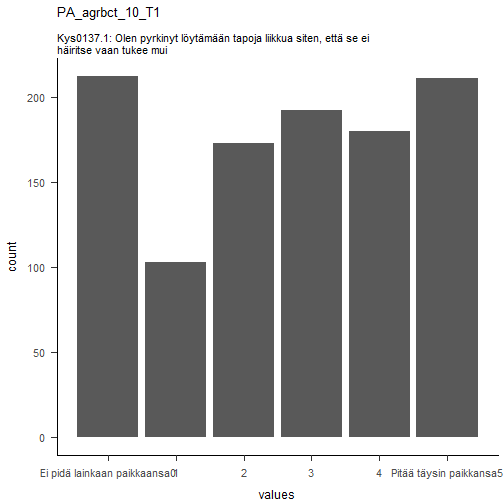 PA_agrbct_10_T1
Kys0137.1: Olen pyrkinyt löytämään tapoja liikkua siten, että se ei
häiritse vaan tukee mui
200
150
100
50
0
count
Ei pidä lainkaan paikkaansa0 1 2 3 4 Pitää täysin paikkansa5
values